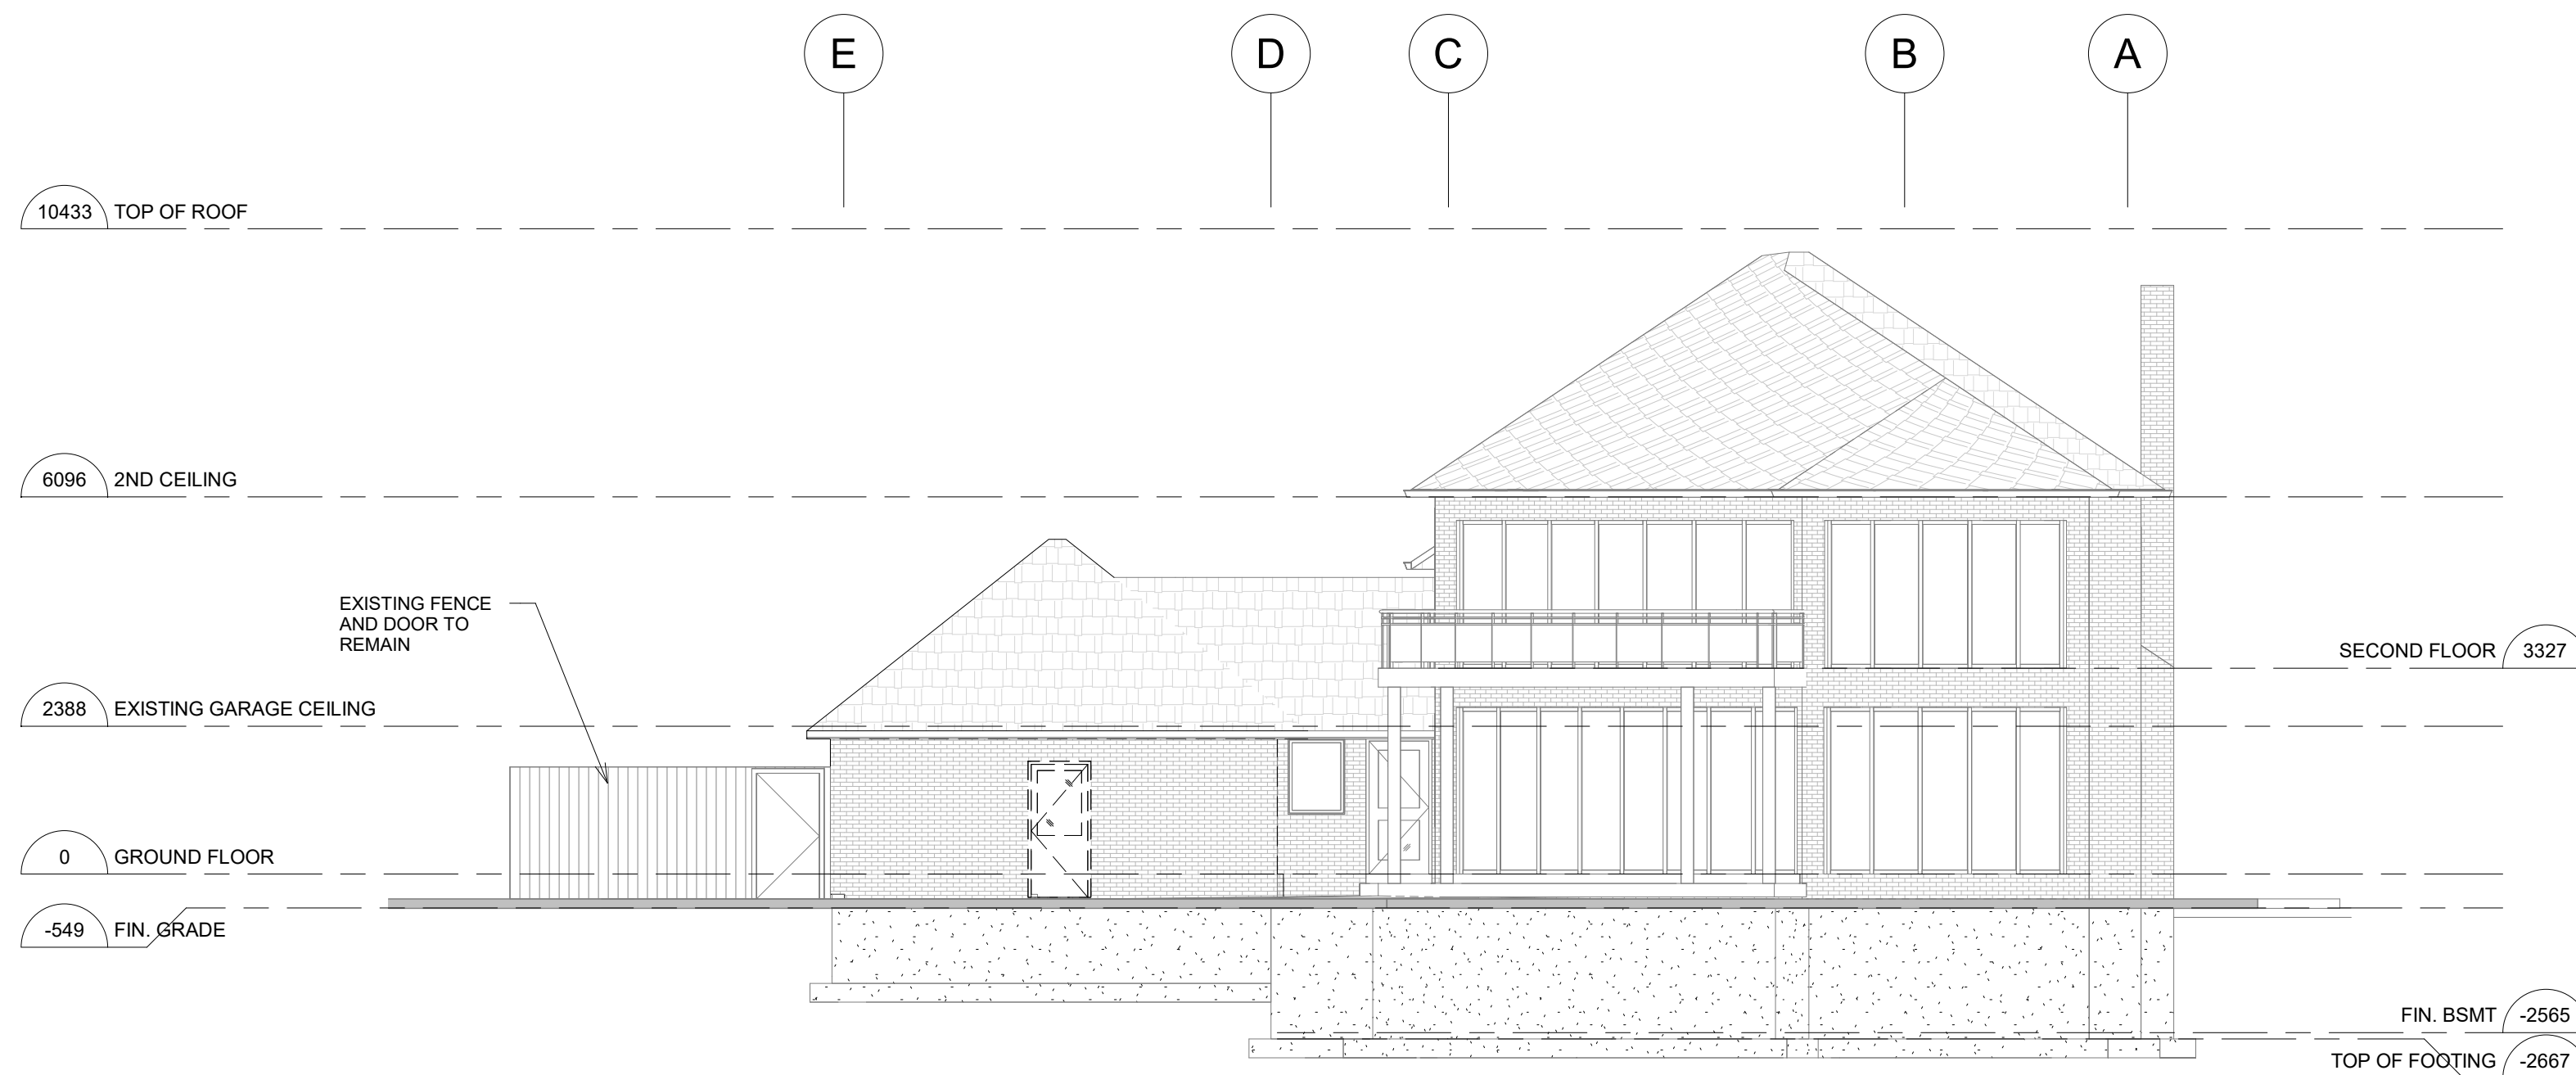 E D C B A
10433 TOP OF ROOF
6096 2ND CEILING
EXISTING FENCE
AND DOOR TO
REMAIN
SECOND FLOOR 3327
2388 EXISTING GARAGE CEILING
0 GROUND FLOOR
-549 FIN. GRADE
FIN. BSMT -2565
TOP OF FOOTING -2667